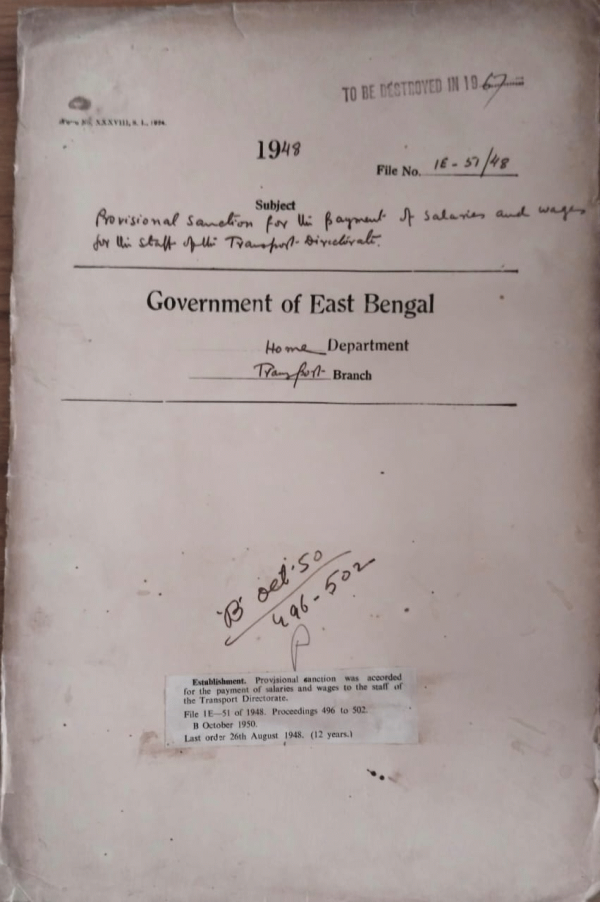 TO BE DESTROYED IN 1967
XXXVIII,
1948
File No. 1E-51/48
Subject
Provisional sanction for the payment of salaries and wages
for the staff of the Transport Directorate.
Government of East Bengal
Home Department
Transport Branch
'B' Oct. 50
496-502
Establishment. Provisional sanction was accorded
for the payment of salaries and wages to the staff of
the Transport Directorate.
File 1E—51 of 1948. Proceedings 496 to 502.
B October 1950.
Last order 26th August 1948. (12 years.)